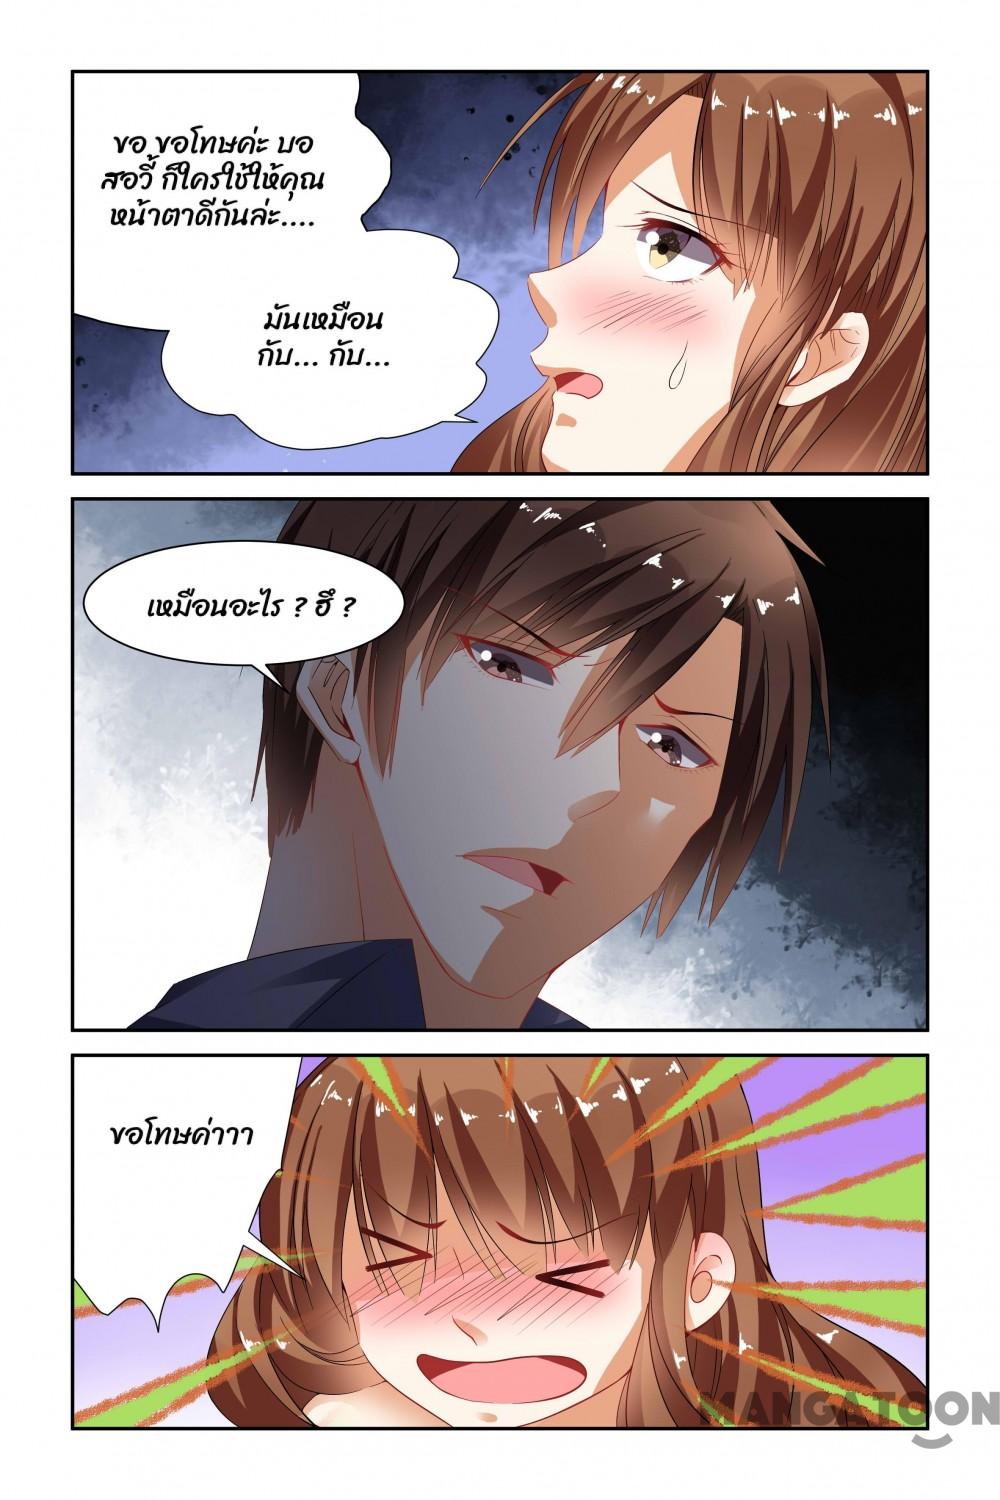 ขอ ขอโทษค่ะ บอ
สอวี้ ก็ใครใช้ให้คุณ
หน้าตาดีกันล่ะ....
มันเหมือน
กับ... กับ...
เหมือนอะไร ? ฮึ ?
ขอโทษค่าาา
MANGATOON